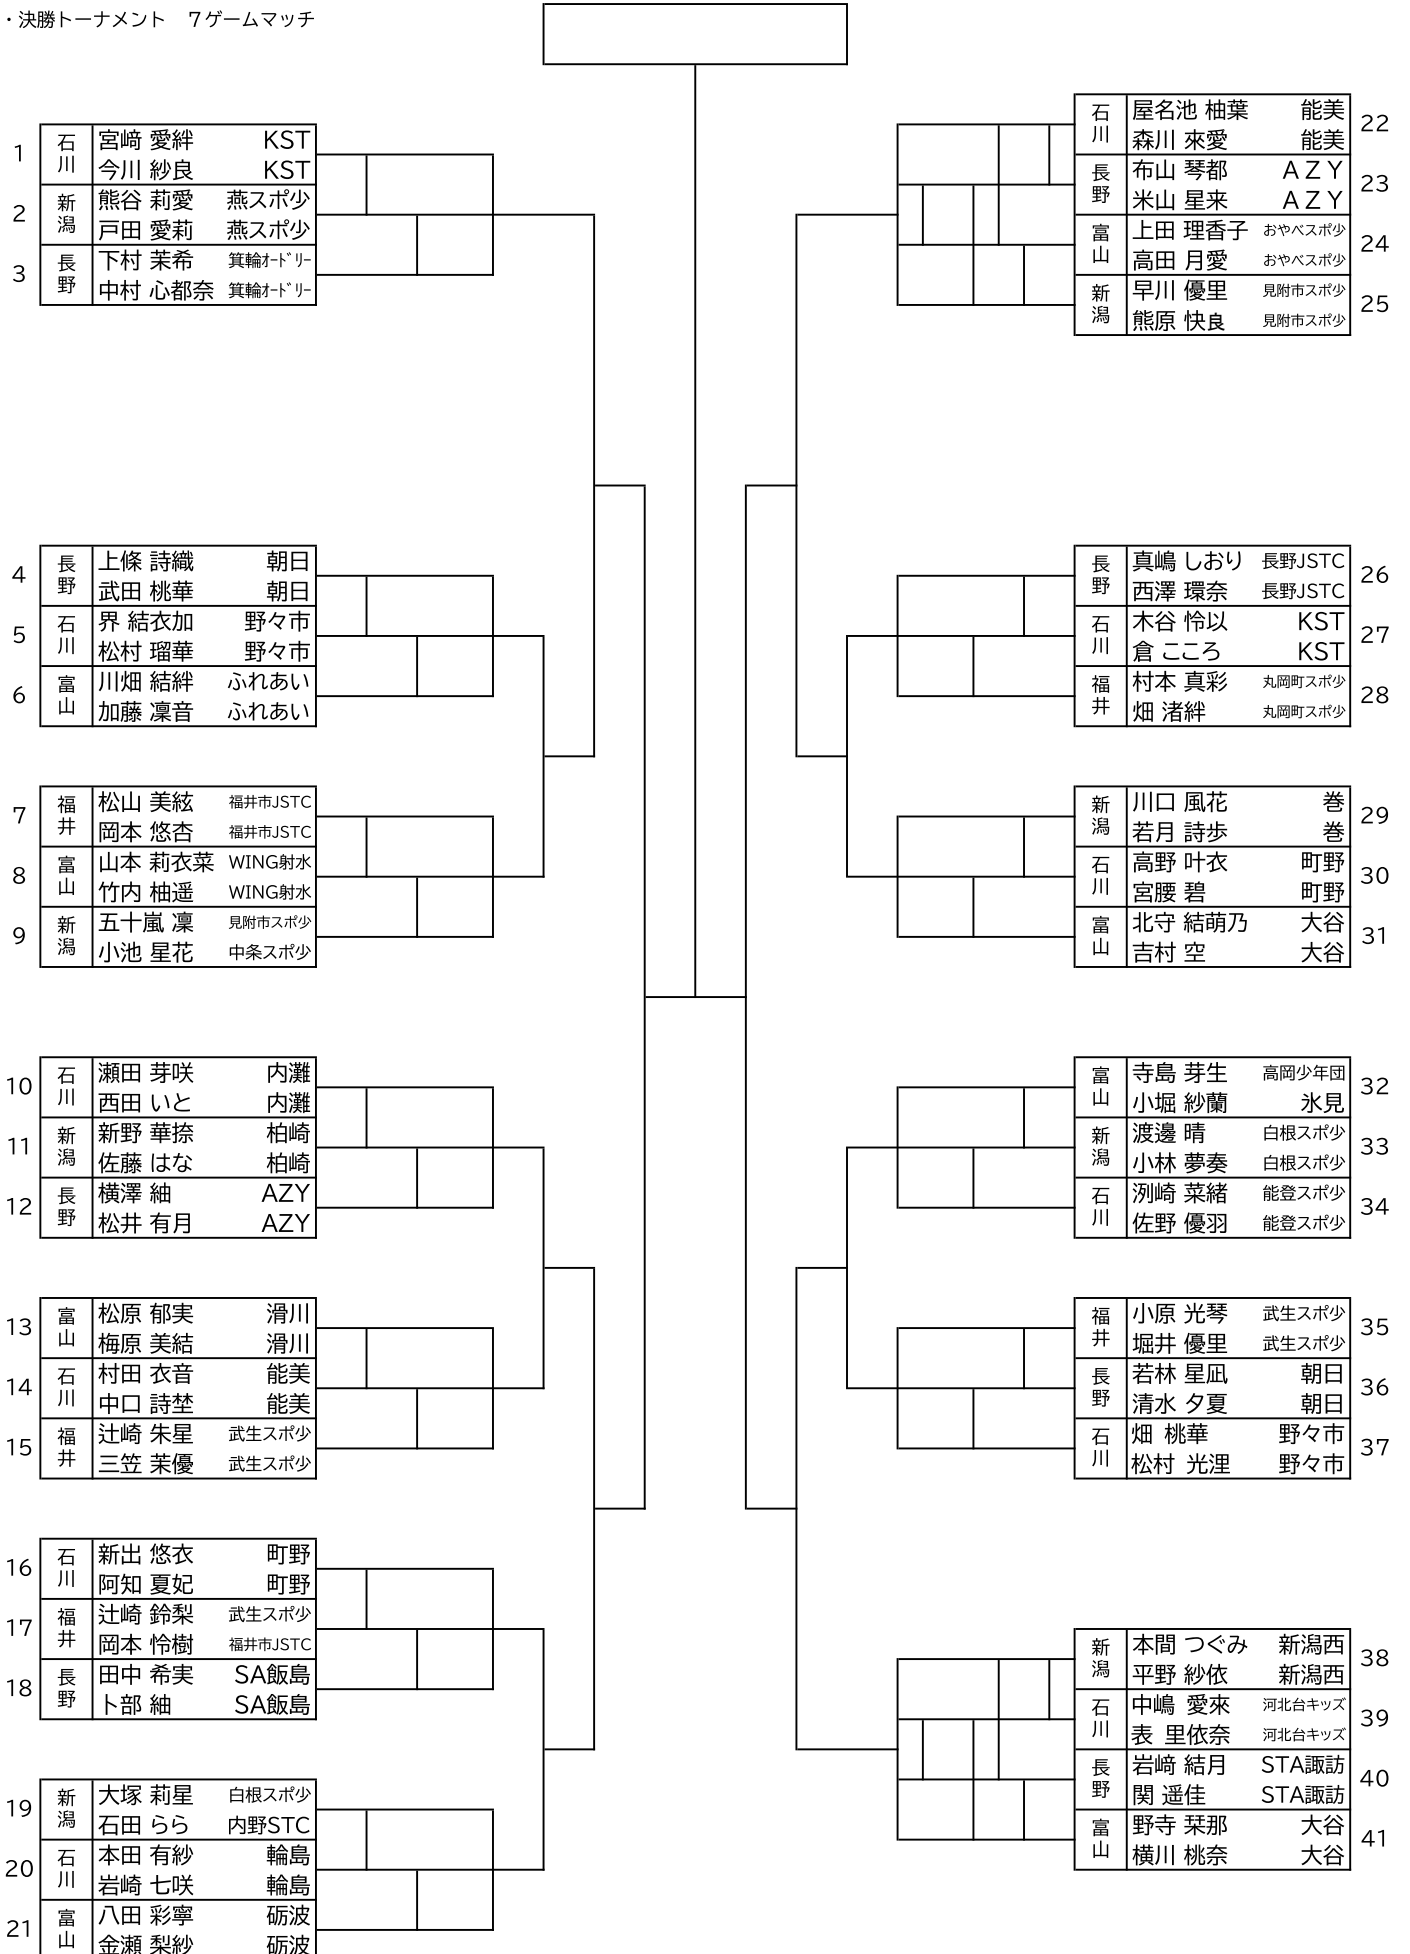 ・決勝トーナメント　７ゲームマッチ
1 石川 宮﨑 愛絆 KST
今川 紗良 KST
2 新潟 熊谷 莉愛 燕スポ少
戸田 愛莉 燕スポ少
3 長野 下村 茉希 箕輪ｵｰﾄﾞﾘｰ
中村 心都奈 箕輪ｵｰﾄﾞﾘｰ
4 長野 上條 詩織 朝日
武田 桃華 朝日
5 石川 界 結衣加 野々市
松村 瑠華 野々市
6 富山 川畑 結絆 ふれあい
加藤 凜音 ふれあい
7 福井 松山 美絃 福井市JSTC
岡本 悠杏 福井市JSTC
8 富山 山本 莉衣菜 WING射水
竹内 柚遥 WING射水
9 新潟 五十嵐 凜 見附市スポ少
小池 星花 中条スポ少
10 石川 瀬田 芽咲 内灘
西田 いと 内灘
11 新潟 新野 華捺 柏崎
佐藤 はな 柏崎
12 長野 横澤 紬 AZY
松井 有月 AZY
13 富山 松原 郁実 滑川
梅原 美結 滑川
14 石川 村田 衣音 能美
中口 詩埜 能美
15 福井 辻崎 朱星 武生スポ少
三笠 茉優 武生スポ少
16 石川 新出 悠衣 町野
阿知 夏妃 町野
17 福井 辻崎 鈴梨 武生スポ少
岡本 怜樹 福井市JSTC
18 長野 田中 希実 SA飯島
卜部 紬 SA飯島
19 新潟 大塚 莉星 白根スポ少
石田 らら 内野STC
20 石川 本田 有紗 輪島
岩崎 七咲 輪島
21 富山 八田 彩寧 砺波
金瀬 梨紗 砺波
石川 屋名池 柚葉 能美 22
森川 來愛 能美
長野 布山 琴都 ＡＺＹ 23
米山 星来 ＡＺＹ
富山 上田 理香子 おやべスポ少 24
高田 月愛 おやべスポ少
新潟 早川 優里 見附市スポ少 25
熊原 快良 見附市スポ少
長野 真嶋 しおり 長野JSTC 26
西澤 環奈 長野JSTC
石川 木谷 怜以 KST 27
倉 こころ KST
福井 村本 真彩 丸岡町スポ少 28
畑 渚絆 丸岡町スポ少
新潟 川口 風花 巻 29
若月 詩歩 巻
石川 高野 叶衣 町野 30
宮腰 碧 町野
富山 北守 結萌乃 大谷 31
吉村 空 大谷
富山 寺島 芽生 高岡少年団 32
小堀 紗蘭 氷見
新潟 渡邊 晴 白根スポ少 33
小林 夢奏 白根スポ少
石川 洌崎 菜緒 能登スポ少 34
佐野 優羽 能登スポ少
福井 小原 光琴 武生スポ少 35
堀井 優里 武生スポ少
長野 若林 星凪 朝日 36
清水 夕夏 朝日
石川 畑 桃華 野々市 37
松村 光浬 野々市
新潟 本間 つぐみ 新潟西 38
平野 紗依 新潟西
石川 中嶋 愛來 河北台キッズ 39
表 里依奈 河北台キッズ
長野 岩﨑 結月 STA諏訪 40
関 遥佳 STA諏訪
富山 野寺 栞那 大谷 41
横川 桃奈 大谷